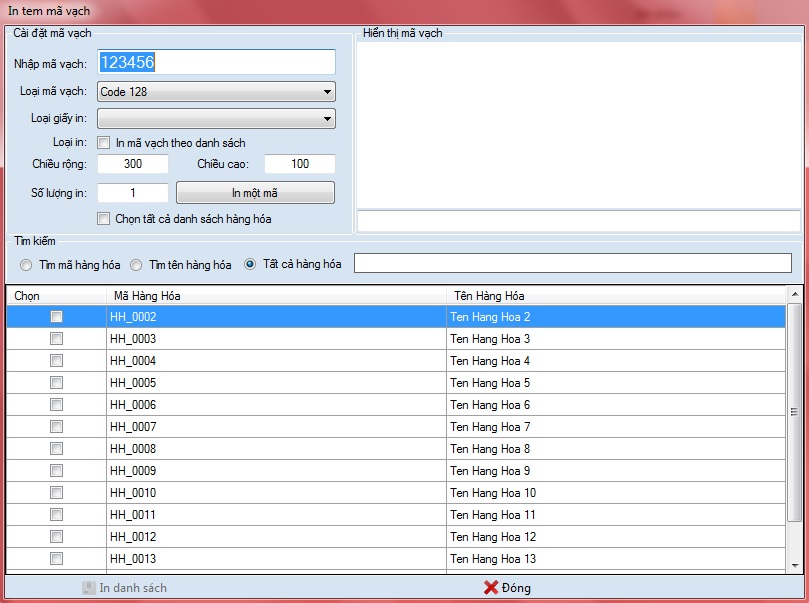 In tem mã vạch
Cài đặt mã vạch
Hiển thị mã vạch
Nhập mã vạch: 123456
Loại mã vạch: Code 128
Loại giấy in:
Loại in: In mã vạch theo danh sách
Chiều rộng: 300 Chiều cao: 100
Số lượng in: 1 In một mã
Chọn tất cả danh sách hàng hóa
Tìm kiếm
Tìm mã hàng hóa Tìm tên hàng hóa Tất cả hàng hóa
Chọn Mã Hàng Hóa Tên Hàng Hóa
HH_0002 Ten Hang Hoa 2
HH_0003 Ten Hang Hoa 3
HH_0004 Ten Hang Hoa 4
HH_0005 Ten Hang Hoa 5
HH_0006 Ten Hang Hoa 6
HH_0007 Ten Hang Hoa 7
HH_0008 Ten Hang Hoa 8
HH_0009 Ten Hang Hoa 9
HH_0010 Ten Hang Hoa 10
HH_0011 Ten Hang Hoa 11
HH_0012 Ten Hang Hoa 12
HH_0013 Ten Hang Hoa 13
In danh sách Đóng